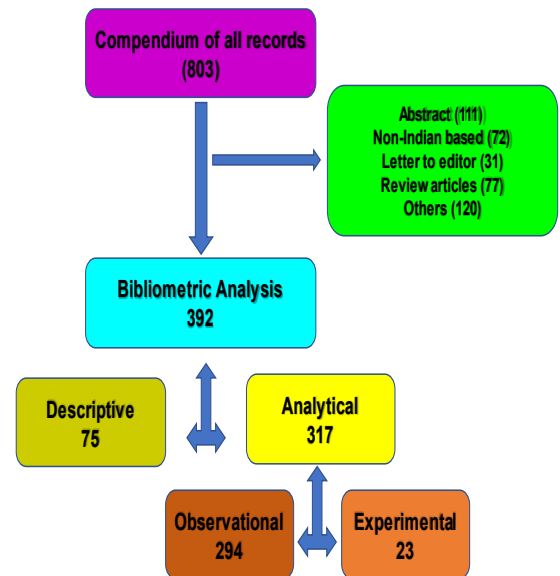 Compendium of all records
(803)
Abstract (111)
Non-Indian based (72)
Letter to editor (31)
Review articles (77)
Others (120)
Bibliometric Analysis
392
Descriptive
75
Analytical
317
Observational
294
Experimental
23